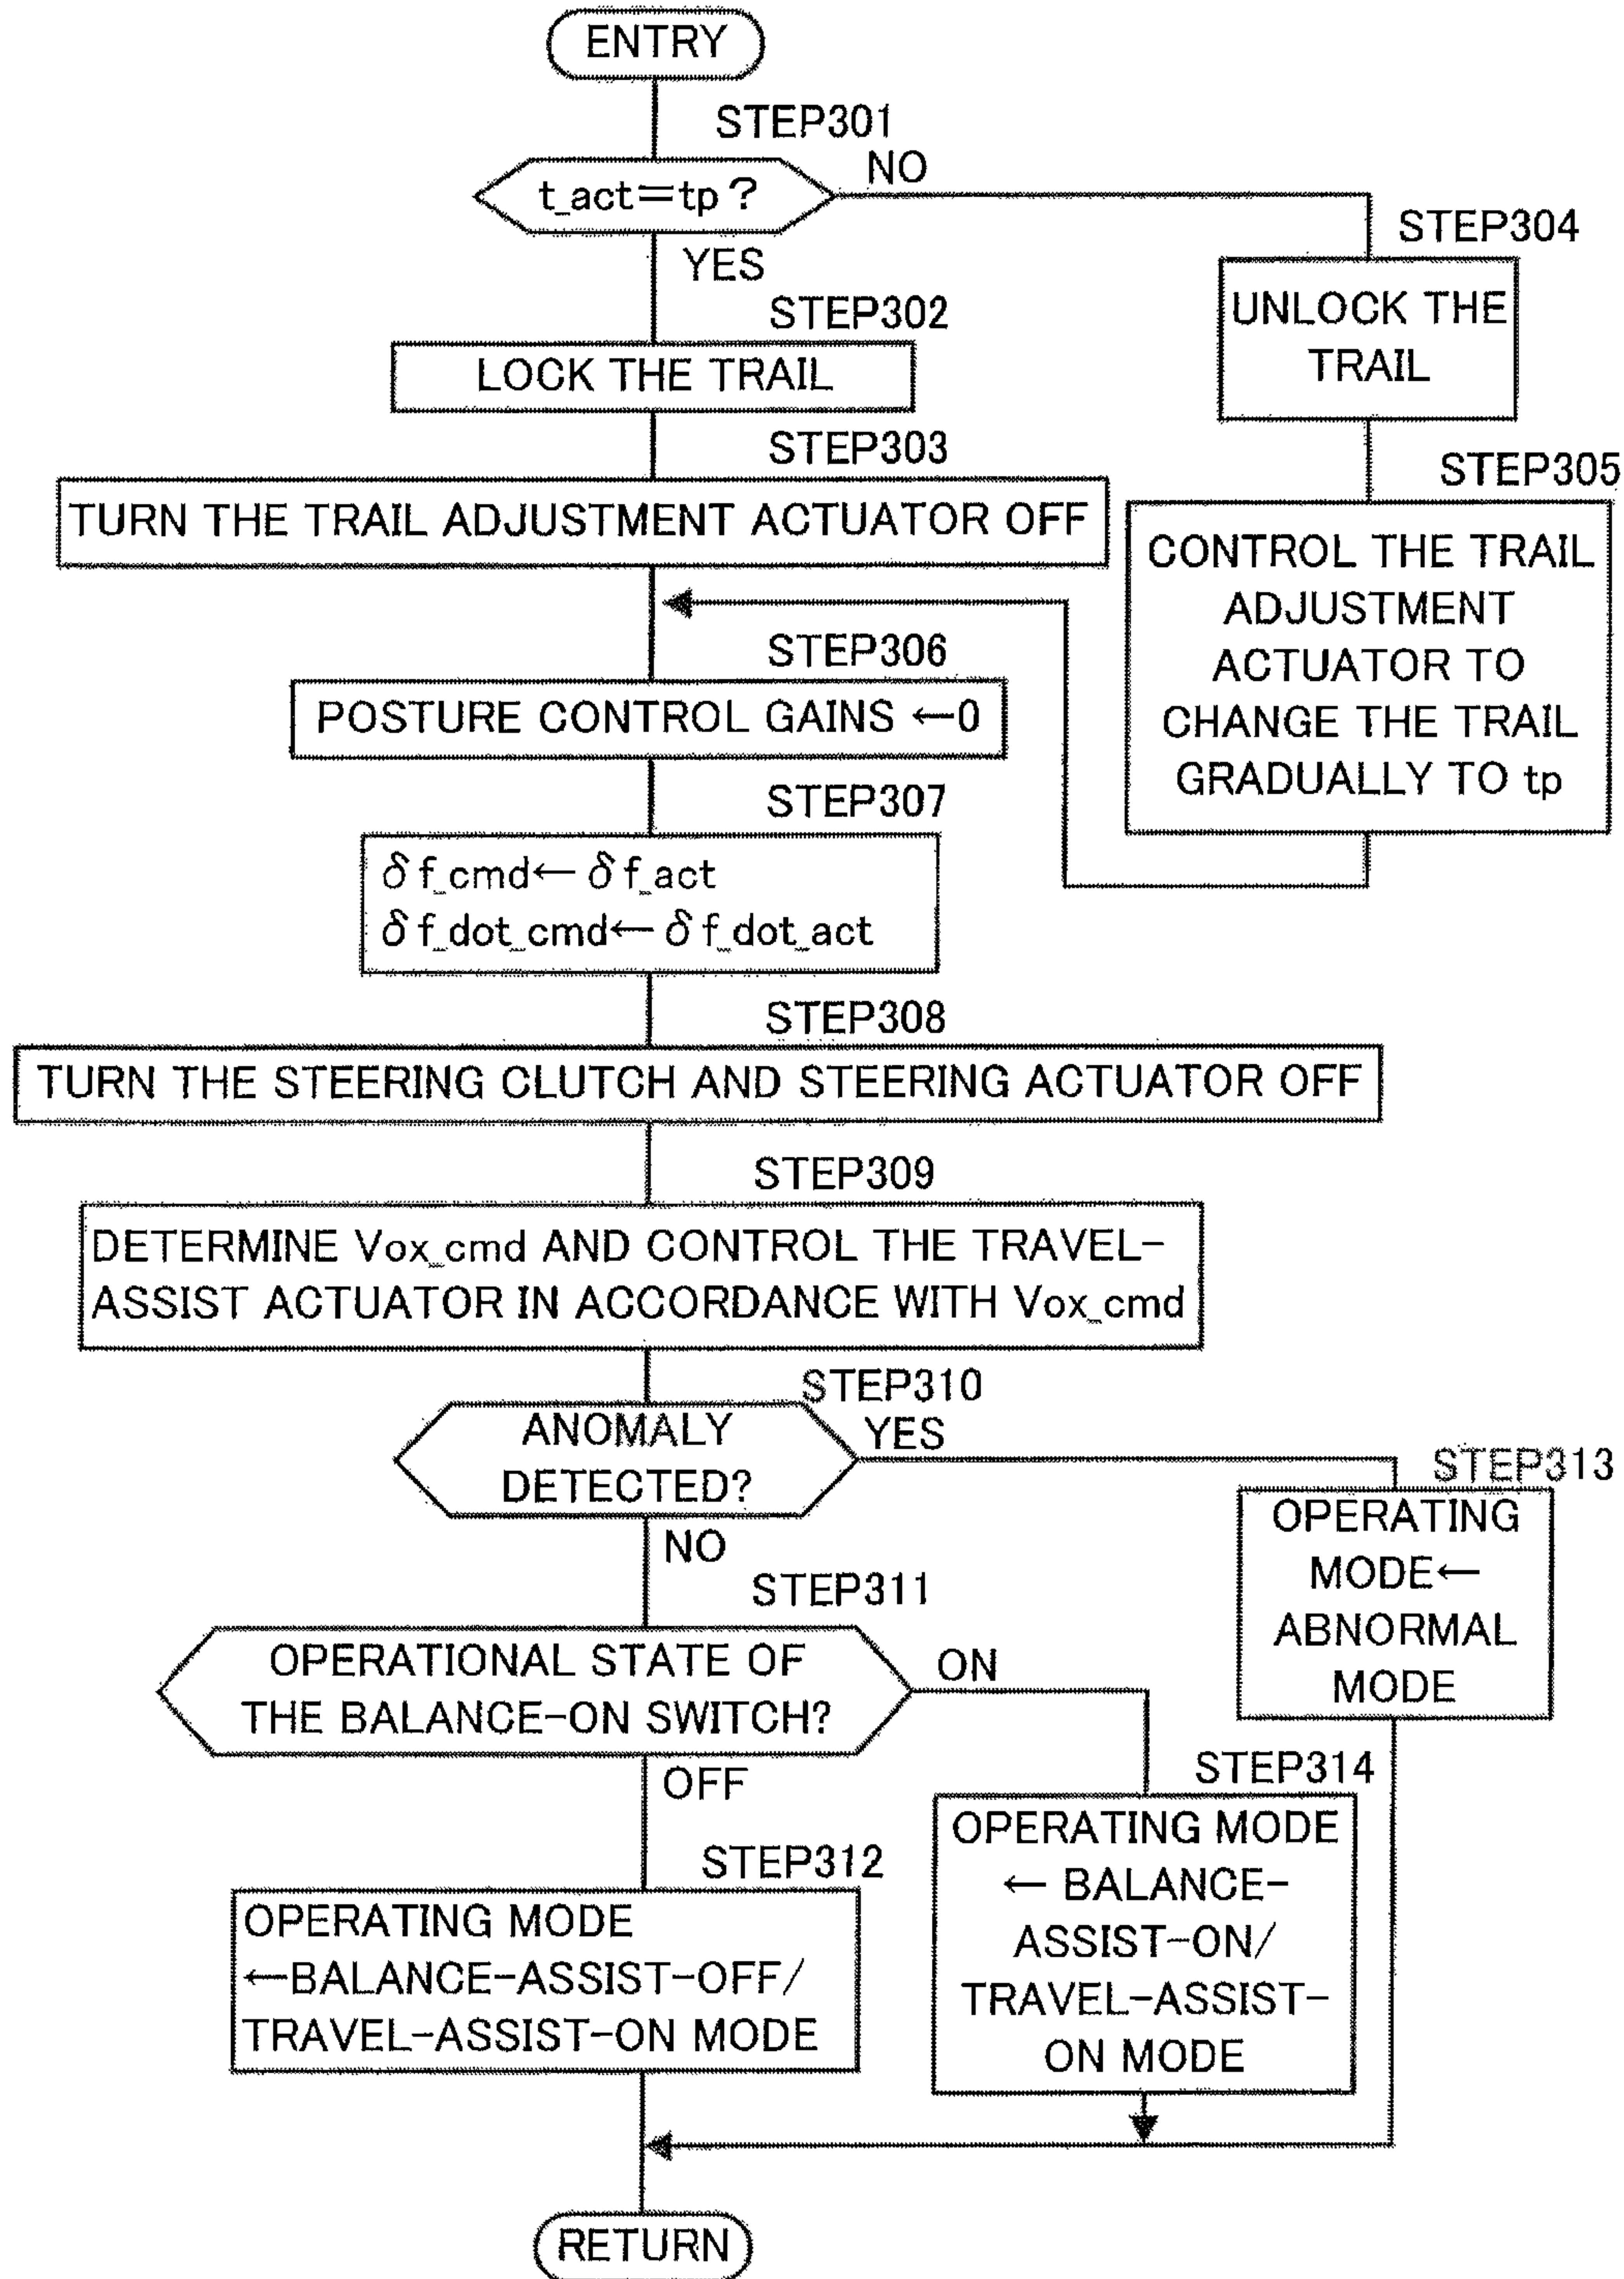 ENTRY
STEP301
t_act=tp?
NO
YES
STEP304
UNLOCK THE
TRAIL
STEP302
LOCK THE TRAIL
STEP303
TURN THE TRAIL ADJUSTMENT ACTUATOR OFF
STEP305
CONTROL THE TRAIL
ADJUSTMENT
ACTUATOR TO
CHANGE THE TRAIL
GRADUALLY TO tp
STEP306
POSTURE CONTROL GAINS ←0
STEP307
δf_cmd← δf_act
δf_dot_cmd← δf_dot_act
STEP308
TURN THE STEERING CLUTCH AND STEERING ACTUATOR OFF
STEP309
DETERMINE Vox_cmd AND CONTROL THE TRAVEL-
ASSIST ACTUATOR IN ACCORDANCE WITH Vox_cmd
STEP310
ANOMALY
DETECTED?
YES
NO
STEP313
OPERATING
MODE←
ABNORMAL
MODE
STEP311
OPERATIONAL STATE OF
THE BALANCE-ON SWITCH?
ON
OFF
STEP314
OPERATING MODE
← BALANCE-
ASSIST-ON/
TRAVEL-ASSIST-
ON MODE
STEP312
OPERATING MODE
←BALANCE-ASSIST-OFF/
TRAVEL-ASSIST-ON MODE
RETURN